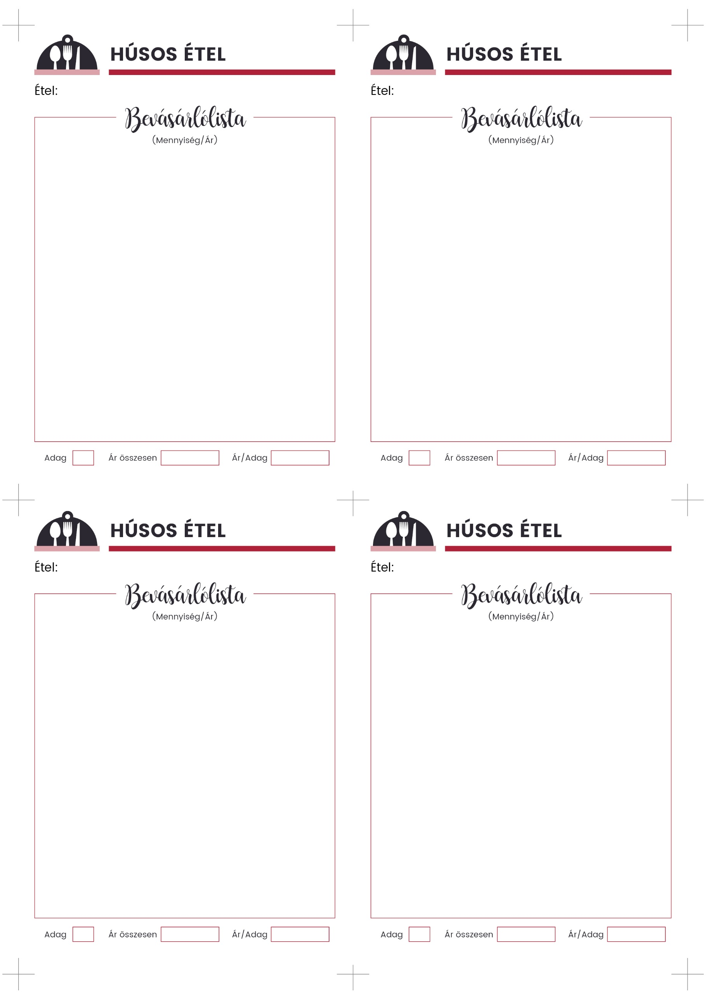 HÚSOS ÉTEL
Étel:
Bevásárlólista
(Mennyiség/Ár)
Adag Ár összesen Ár/Adag
HÚSOS ÉTEL
Étel:
Bevásárlólista
(Mennyiség/Ár)
Adag Ár összesen Ár/Adag
HÚSOS ÉTEL
Étel:
Bevásárlólista
(Mennyiség/Ár)
Adag Ár összesen Ár/Adag
HÚSOS ÉTEL
Étel:
Bevásárlólista
(Mennyiség/Ár)
Adag Ár összesen Ár/Adag